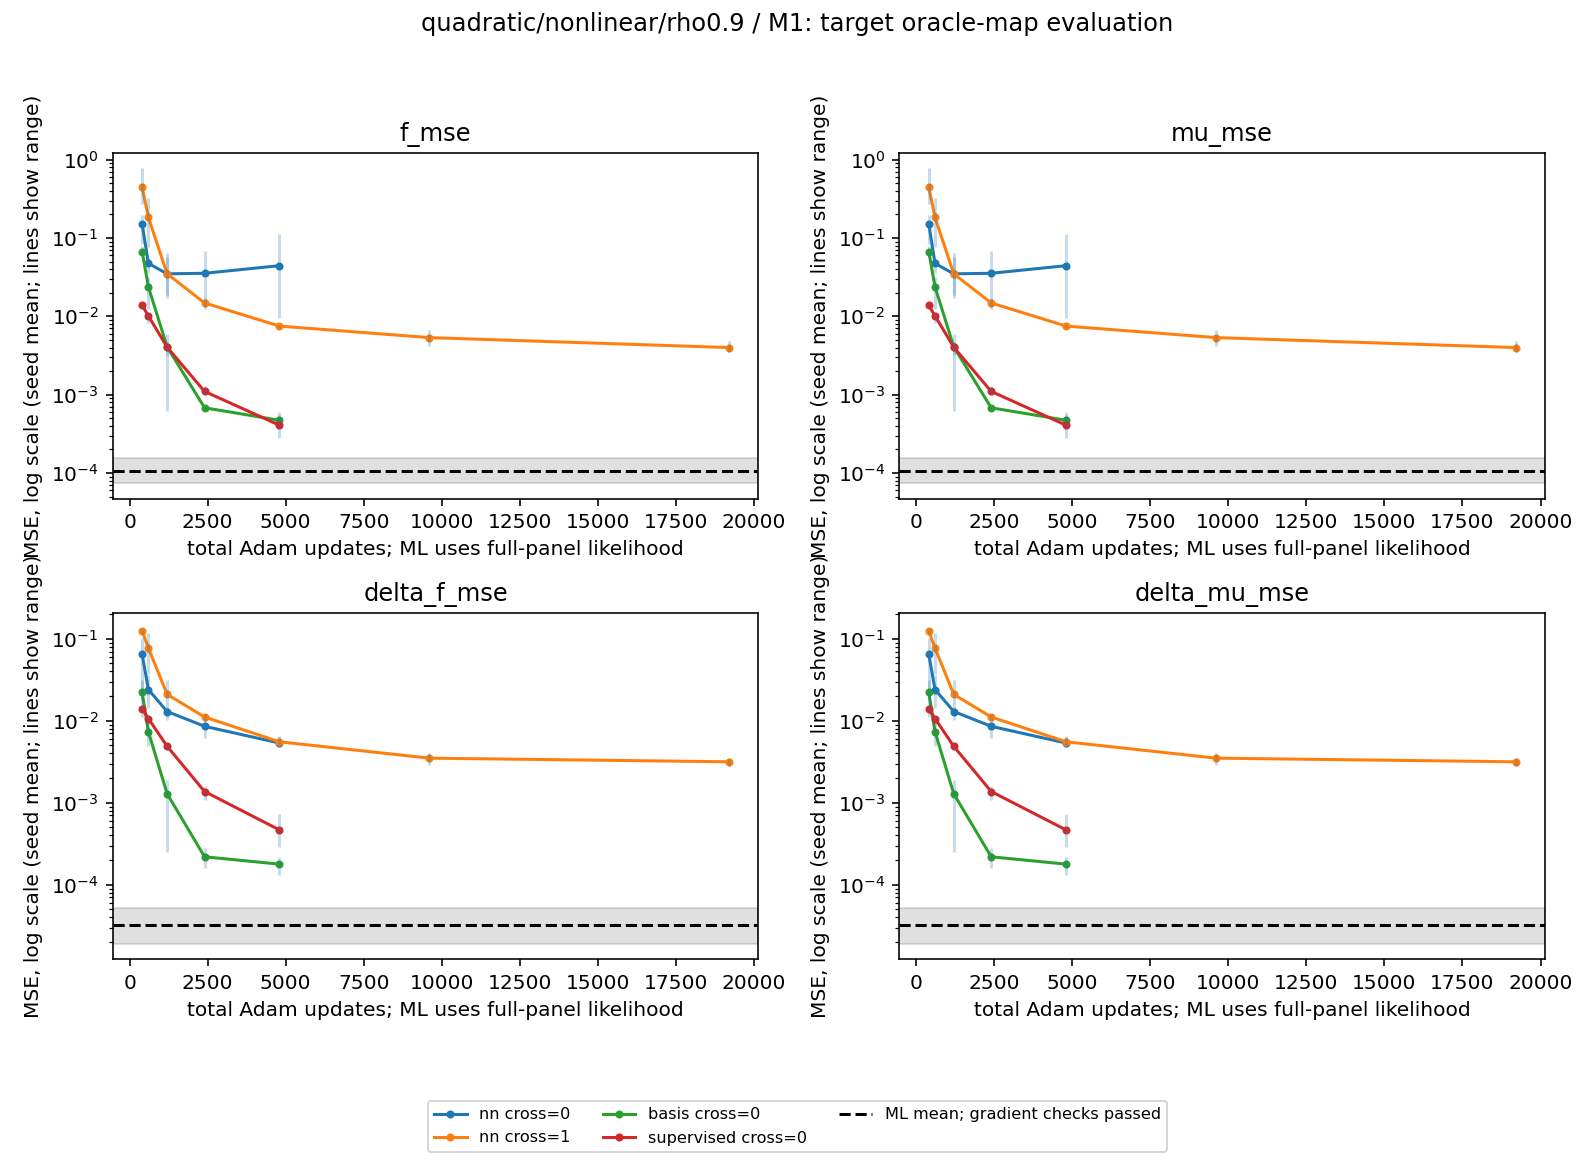 quadratic/nonlinear/rho0.9 / M1: target oracle-map evaluation
f_mse
MSE, log scale (seed mean; lines show range)
10⁰
10⁻¹
10⁻²
10⁻³
10⁻⁴
0 2500 5000 7500 10000 12500 15000 17500 20000
total Adam updates; ML uses full-panel likelihood
mu_mse
MSE, log scale (seed mean; lines show range)
10⁰
10⁻¹
10⁻²
10⁻³
10⁻⁴
0 2500 5000 7500 10000 12500 15000 17500 20000
total Adam updates; ML uses full-panel likelihood
delta_f_mse
MSE, log scale (seed mean; lines show range)
10⁻¹
10⁻²
10⁻³
10⁻⁴
0 2500 5000 7500 10000 12500 15000 17500 20000
total Adam updates; ML uses full-panel likelihood
delta_mu_mse
MSE, log scale (seed mean; lines show range)
10⁻¹
10⁻²
10⁻³
10⁻⁴
0 2500 5000 7500 10000 12500 15000 17500 20000
total Adam updates; ML uses full-panel likelihood
nn cross=0
nn cross=1
basis cross=0
supervised cross=0
ML mean; gradient checks passed